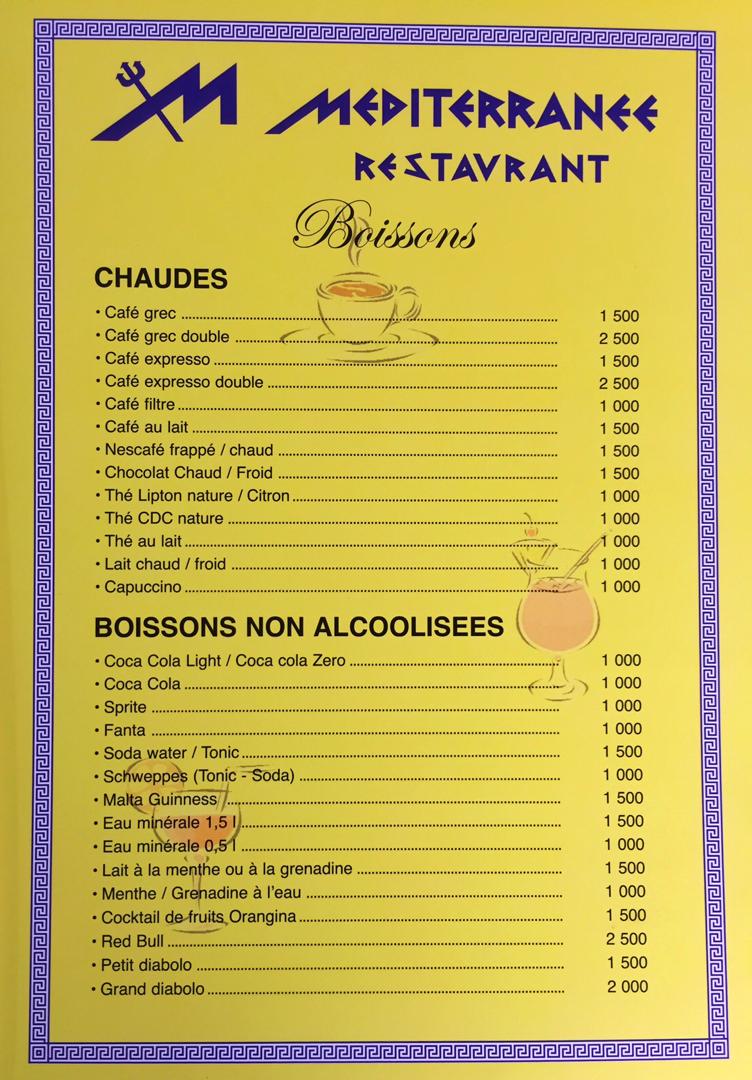 MEDITERRANEE
RESTAVRANT
Boissons
CHAUDES
• Café grec ........ 1 500
• Café grec double ........ 2 500
• Café expresso ........ 1 500
• Café expresso double ........ 2 500
• Café filtre ........ 1 000
• Café au lait ........ 1 500
• Nescafé frappé / chaud ........ 1 500
• Chocolat Chaud / Froid ........ 1 500
• Thé Lipton nature / Citron ........ 1 000
• Thé CDC nature ........ 1 000
• Thé au lait ........ 1 000
• Lait chaud / froid ........ 1 000
• Capuccino ........ 1 000
BOISSONS NON ALCOOLISEES
• Coca Cola Light / Coca cola Zero ........ 1 000
• Coca Cola ........ 1 000
• Sprite ........ 1 000
• Fanta ........ 1 000
• Soda water / Tonic ........ 1 500
• Schweppes (Tonic - Soda) ........ 1 000
• Malta Guinness ........ 1 500
• Eau minérale 1,5 l ........ 1 500
• Eau minérale 0,5 l ........ 1 000
• Lait à la menthe ou à la grenadine ........ 1 500
• Menthe / Grenadine à l'eau ........ 1 000
• Cocktail de fruits Orangina ........ 1 500
• Red Bull ........ 2 500
• Petit diabolo ........ 1 500
• Grand diabolo ........ 2 000